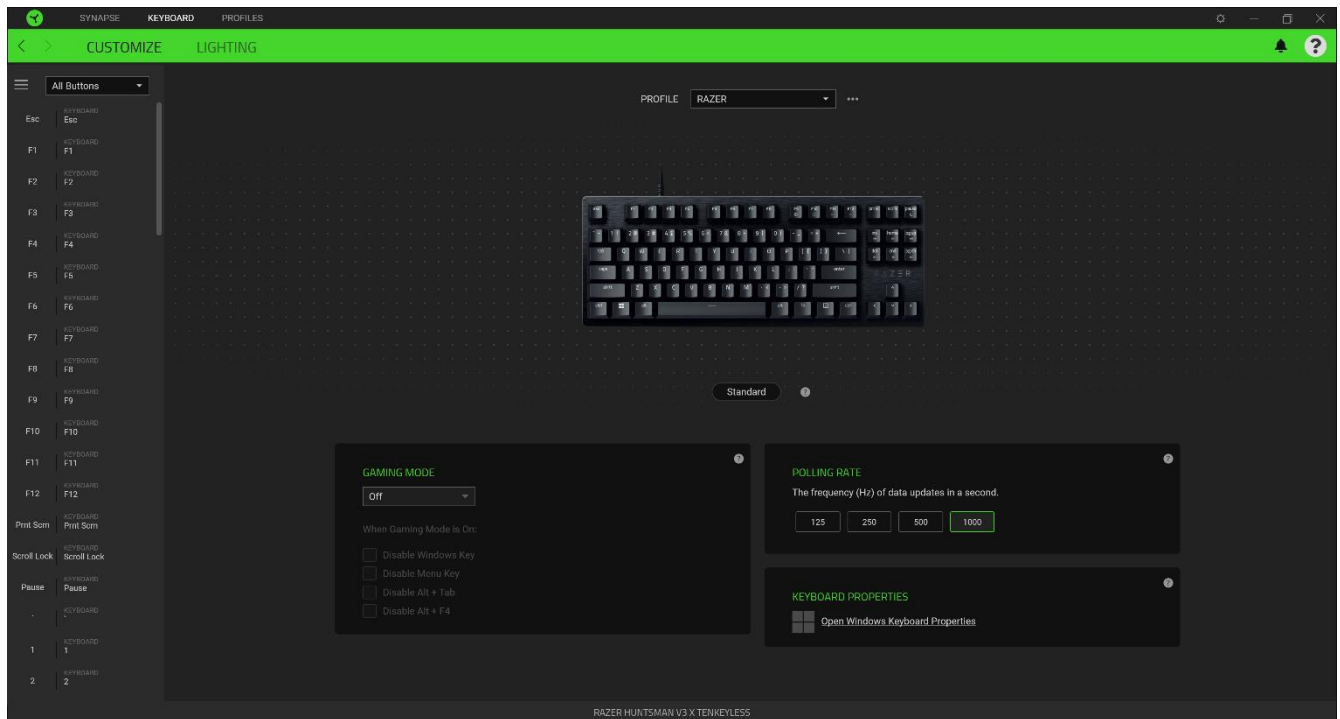 SYNAPSE KEYBOARD PROFILES
CUSTOMIZE LIGHTING
All Buttons
PROFILE RAZER
Esc KEYBOARD Esc
F1 KEYBOARD F1
F2 KEYBOARD F2
F3 KEYBOARD F3
F4 KEYBOARD F4
F5 KEYBOARD F5
F6 KEYBOARD F6
F7 KEYBOARD F7
F8 KEYBOARD F8
F9 KEYBOARD F9
F10 KEYBOARD F10
F11 KEYBOARD F11
F12 KEYBOARD F12
Prnt Scrn KEYBOARD Prnt Scrn
Scroll Lock KEYBOARD Scroll Lock
Pause KEYBOARD Pause
` KEYBOARD `
1 KEYBOARD 1
2 KEYBOARD 2
Standard ?
GAMING MODE
Off
When Gaming Mode is On:
Disable Windows Key
Disable Menu Key
Disable Alt + Tab
Disable Alt + F4
POLLING RATE
The frequency (Hz) of data updates in a second.
125 250 500 1000
KEYBOARD PROPERTIES
Open Windows Keyboard Properties
RAZER HUNTSMAN V3 X TENKEYLESS